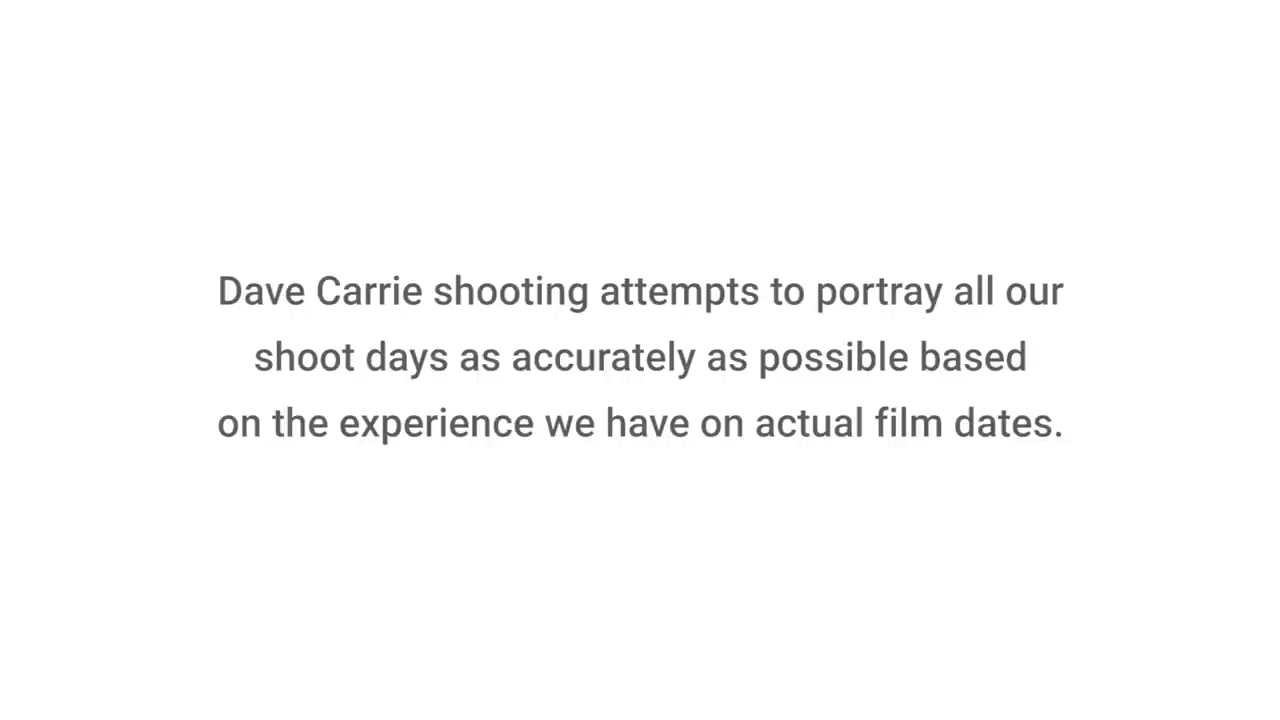 Dave Carrie shooting attempts to portray all our
shoot days as accurately as possible based
on the experience we have on actual film dates.